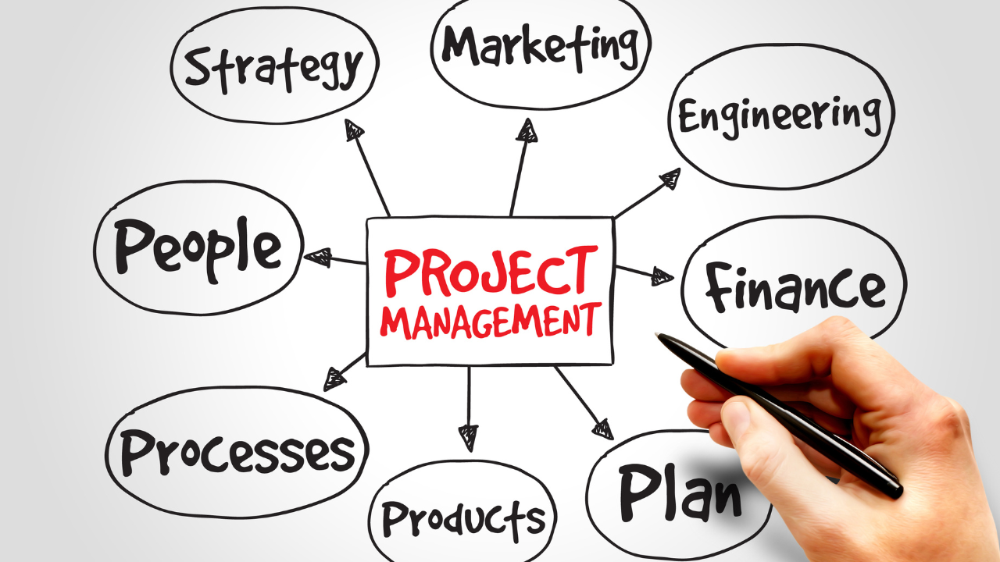 Strategy
Marketing
Engineering
People
PROJECT
MANAGEMENT
Finance
Processes
Products
Plan